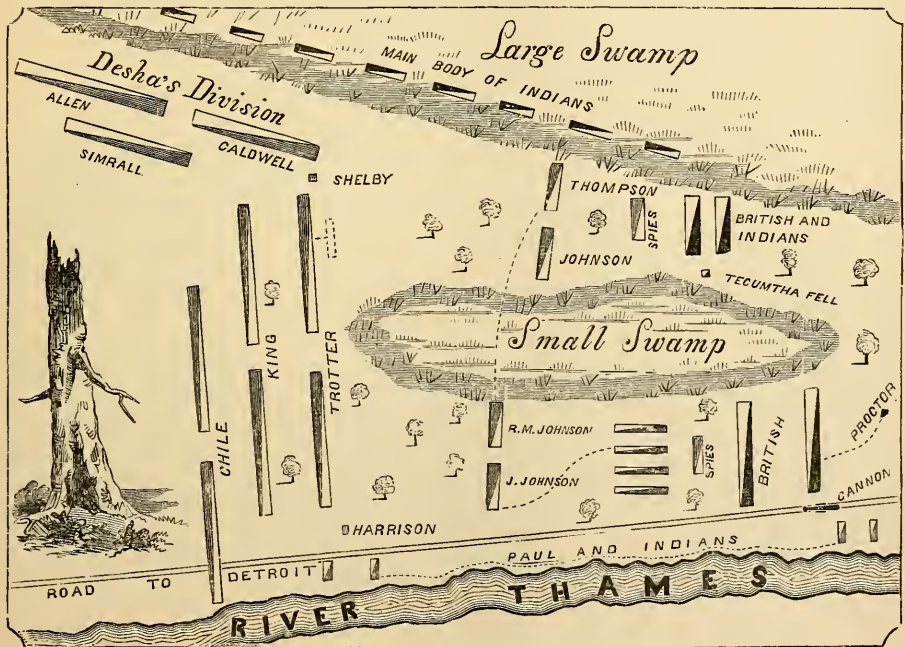 Large Swamp
MAIN BODY OF INDIANS
Desha's Division
ALLEN
SIMRALL
CALDWELL
SHELBY
THOMPSON
SPIES
BRITISH AND
INDIANS
JOHNSON
TECUMTHA FELL
Small Swamp
CHILE
KING
TROTTER
R.M. JOHNSON
J. JOHNSON
SPIES
BRITISH
PROCTOR
CANNON
HARRISON
PAUL AND INDIANS
ROAD TO DETROIT
RIVER THAMES